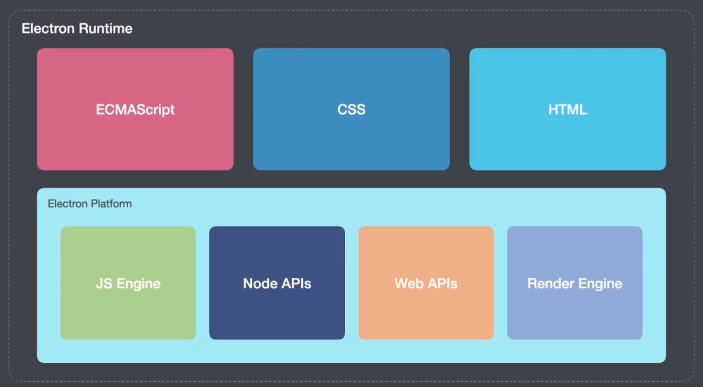 Electron Runtime
ECMAScript
CSS
HTML
Electron Platform
JS Engine
Node APIs
Web APIs
Render Engine